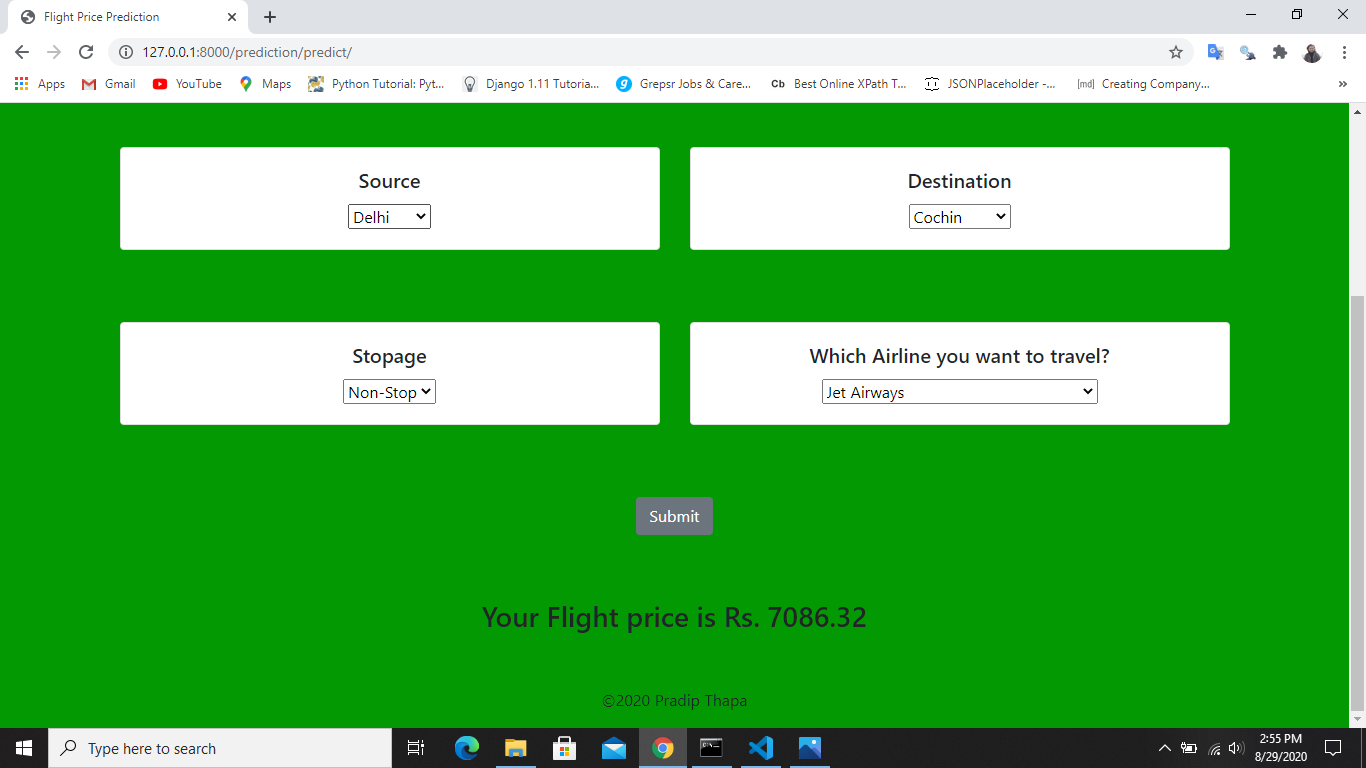 Flight Price Prediction
127.0.0.1:8000/prediction/predict/
Apps Gmail YouTube Maps Python Tutorial: Pyt... Django 1.11 Tutoria... Grepsr Jobs & Care... Cb Best Online XPath T... JSONPlaceholder -... [md] Creating Company... »
Source
Delhi
Destination
Cochin
Stopage
Non-Stop
Which Airline you want to travel?
Jet Airways
Submit
Your Flight price is Rs. 7086.32
©2020 Pradip Thapa
Type here to search
2:55 PM
8/29/2020